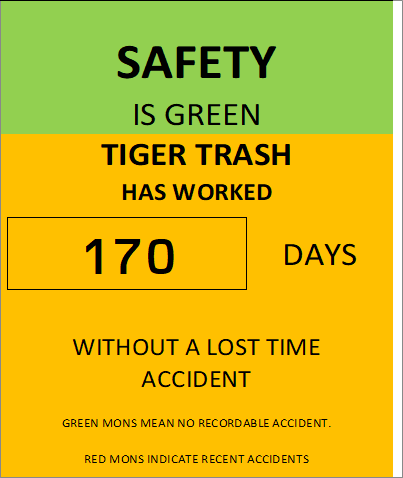 SAFETY
IS GREEN
TIGER TRASH
HAS WORKED
170 DAYS
WITHOUT A LOST TIME
ACCIDENT
GREEN MONS MEAN NO RECORDABLE ACCIDENT.
RED MONS INDICATE RECENT ACCIDENTS